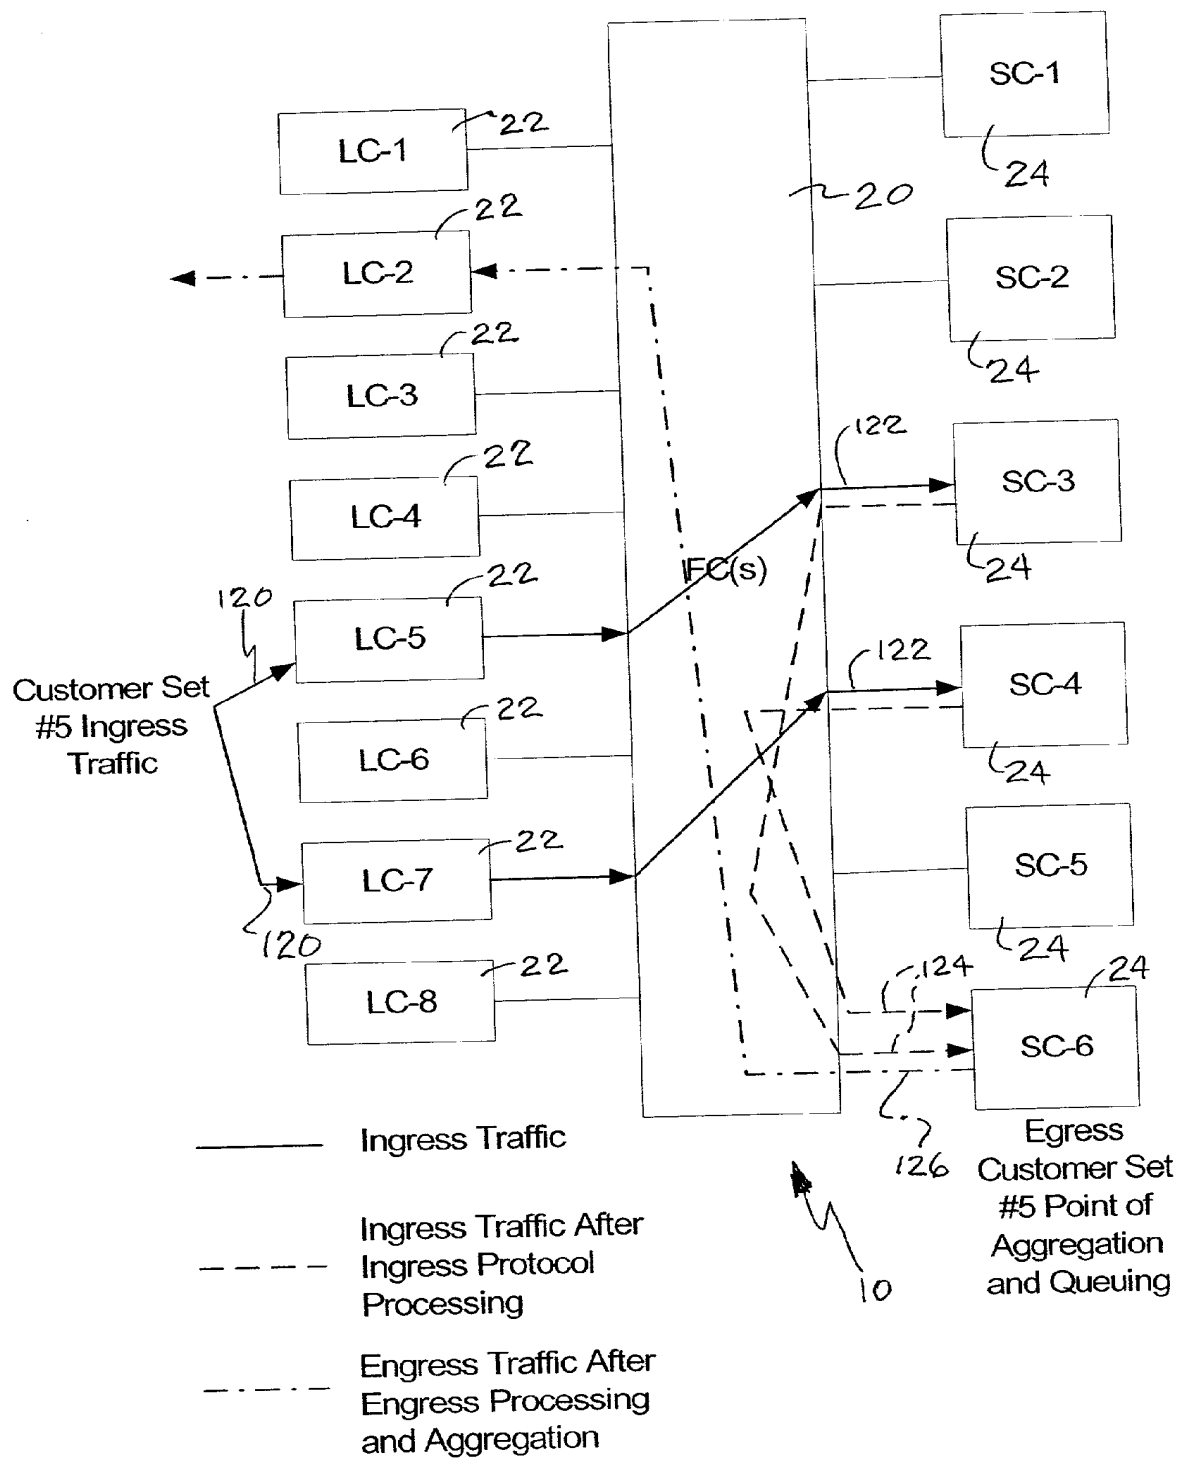 SC-1
24
LC-1
22
20
LC-2
22
SC-2
24
LC-3
22
122
SC-3
24
LC-4
22
FC(s)
120
LC-5
22
122
SC-4
24
Customer Set
#5 Ingress
Traffic
LC-6
22
LC-7
22
120
SC-5
24
LC-8
22
124
24
SC-6
126
Egress
Customer Set
#5 Point of
Aggregation
and Queuing
10
Ingress Traffic
Ingress Traffic After
Ingress Protocol
Processing
Engress Traffic After
Engress Processing
and Aggregation